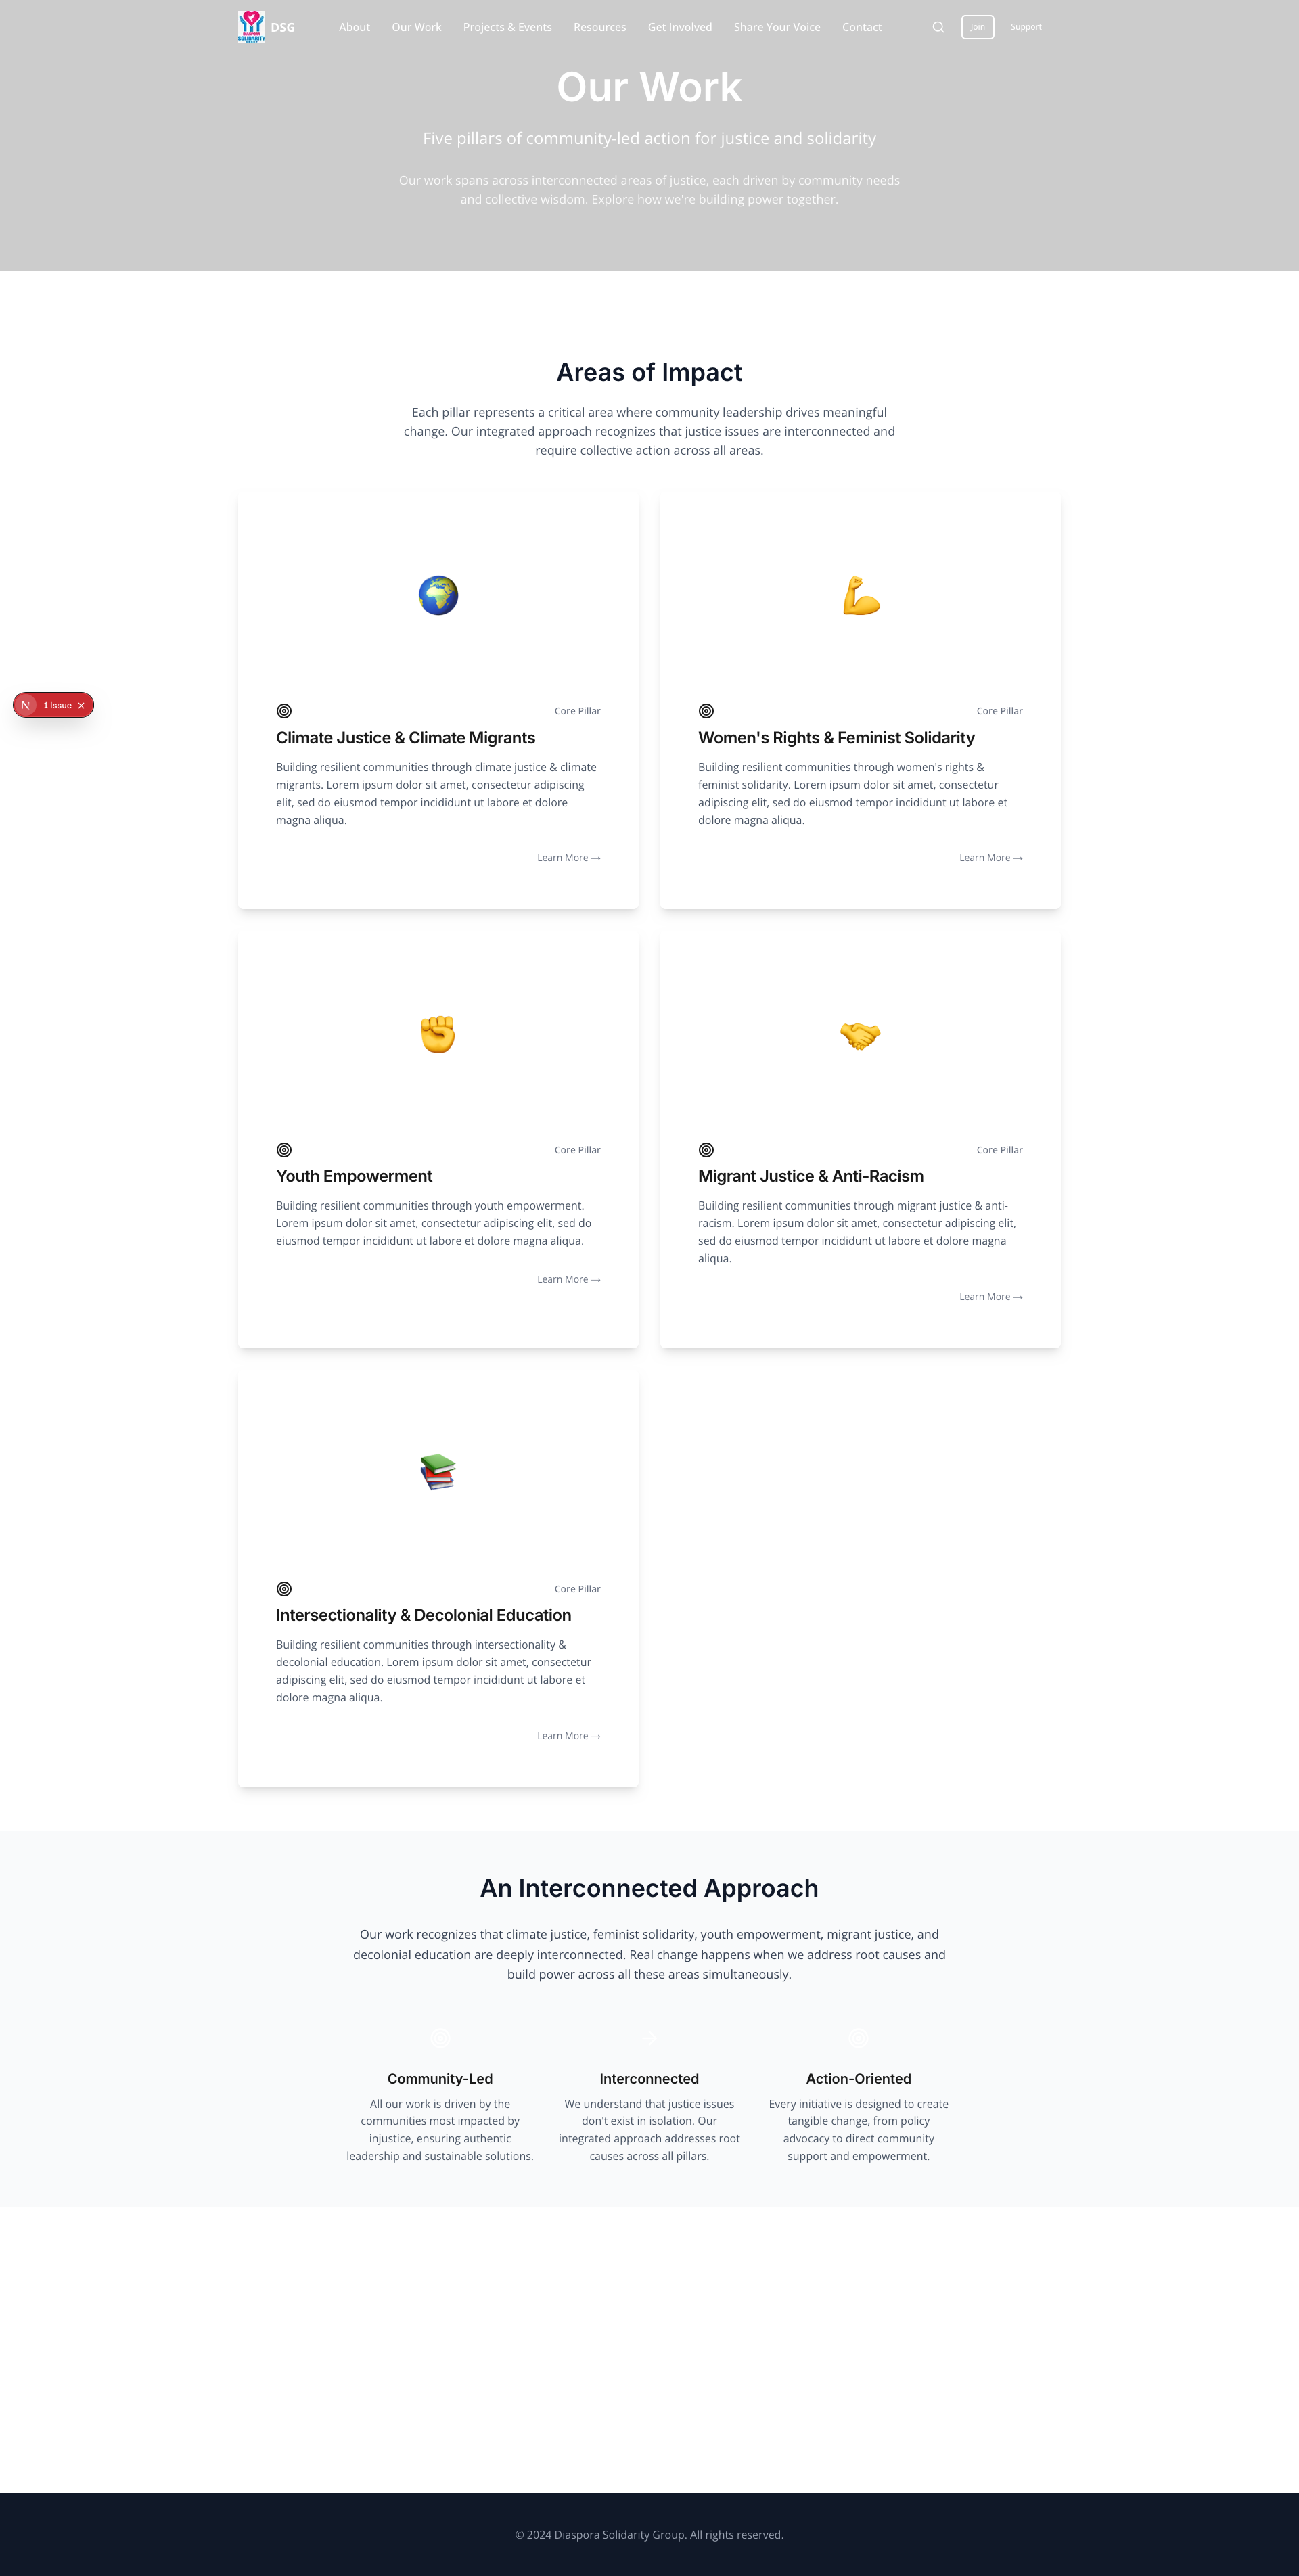 DIASPORA
SOLIDARITY
GROUP
DSG
About
Our Work
Projects & Events
Resources
Get Involved
Share Your Voice
Contact
Join
Support
Our Work
Five pillars of community-led action for justice and solidarity
Our work spans across interconnected areas of justice, each driven by community needs
and collective wisdom. Explore how we're building power together.
Areas of Impact
Each pillar represents a critical area where community leadership drives meaningful
change. Our integrated approach recognizes that justice issues are interconnected and
require collective action across all areas.
Core Pillar
Climate Justice & Climate Migrants
Building resilient communities through climate justice & climate
migrants. Lorem ipsum dolor sit amet, consectetur adipiscing
elit, sed do eiusmod tempor incididunt ut labore et dolore
magna aliqua.
Learn More →
Core Pillar
Women's Rights & Feminist Solidarity
Building resilient communities through women's rights &
feminist solidarity. Lorem ipsum dolor sit amet, consectetur
adipiscing elit, sed do eiusmod tempor incididunt ut labore et
dolore magna aliqua.
Learn More →
N
1 Issue
Core Pillar
Youth Empowerment
Building resilient communities through youth empowerment.
Lorem ipsum dolor sit amet, consectetur adipiscing elit, sed do
eiusmod tempor incididunt ut labore et dolore magna aliqua.
Learn More →
Core Pillar
Migrant Justice & Anti-Racism
Building resilient communities through migrant justice & anti-
racism. Lorem ipsum dolor sit amet, consectetur adipiscing elit,
sed do eiusmod tempor incididunt ut labore et dolore magna
aliqua.
Learn More →
Core Pillar
Intersectionality & Decolonial Education
Building resilient communities through intersectionality &
decolonial education. Lorem ipsum dolor sit amet, consectetur
adipiscing elit, sed do eiusmod tempor incididunt ut labore et
dolore magna aliqua.
Learn More →
An Interconnected Approach
Our work recognizes that climate justice, feminist solidarity, youth empowerment, migrant justice, and
decolonial education are deeply interconnected. Real change happens when we address root causes and
build power across all these areas simultaneously.
Community-Led
All our work is driven by the
communities most impacted by
injustice, ensuring authentic
leadership and sustainable solutions.
Interconnected
We understand that justice issues
don't exist in isolation. Our
integrated approach addresses root
causes across all pillars.
Action-Oriented
Every initiative is designed to create
tangible change, from policy
advocacy to direct community
support and empowerment.
© 2024 Diaspora Solidarity Group. All rights reserved.